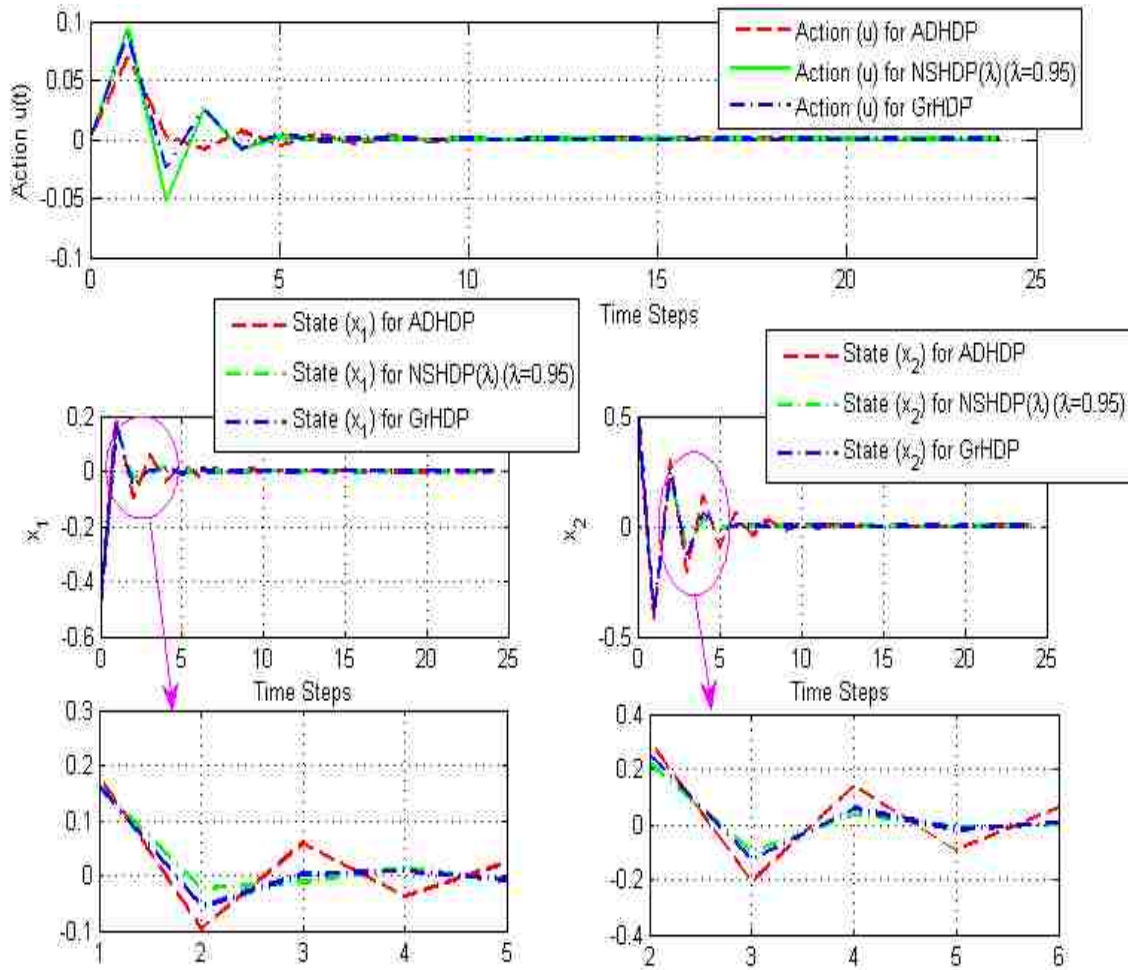 0.1
0.05
0
-0.05
-0.1
Action u(t)
Action (u) for ADHDP
Action (u) for NSHDP(λ)(λ=0.95)
Action (u) for GrHDP
0 5 10 15 20 25
Time Steps
State (x1) for ADHDP
State (x1) for NSHDP(λ)(λ=0.95)
State (x1) for GrHDP
0.2
0
-0.2
-0.4
-0.6
x1
0 5 10 15 20 25
Time Steps
State (x2) for ADHDP
State (x2) for NSHDP(λ)(λ=0.95)
State (x2) for GrHDP
0.5
0
-0.5
x2
0 5 10 15 20 25
Time Steps
0.3
0.2
0.1
0
-0.1
1 2 3 4 5
0.4
0.2
0
-0.2
-0.4
2 3 4 5 6